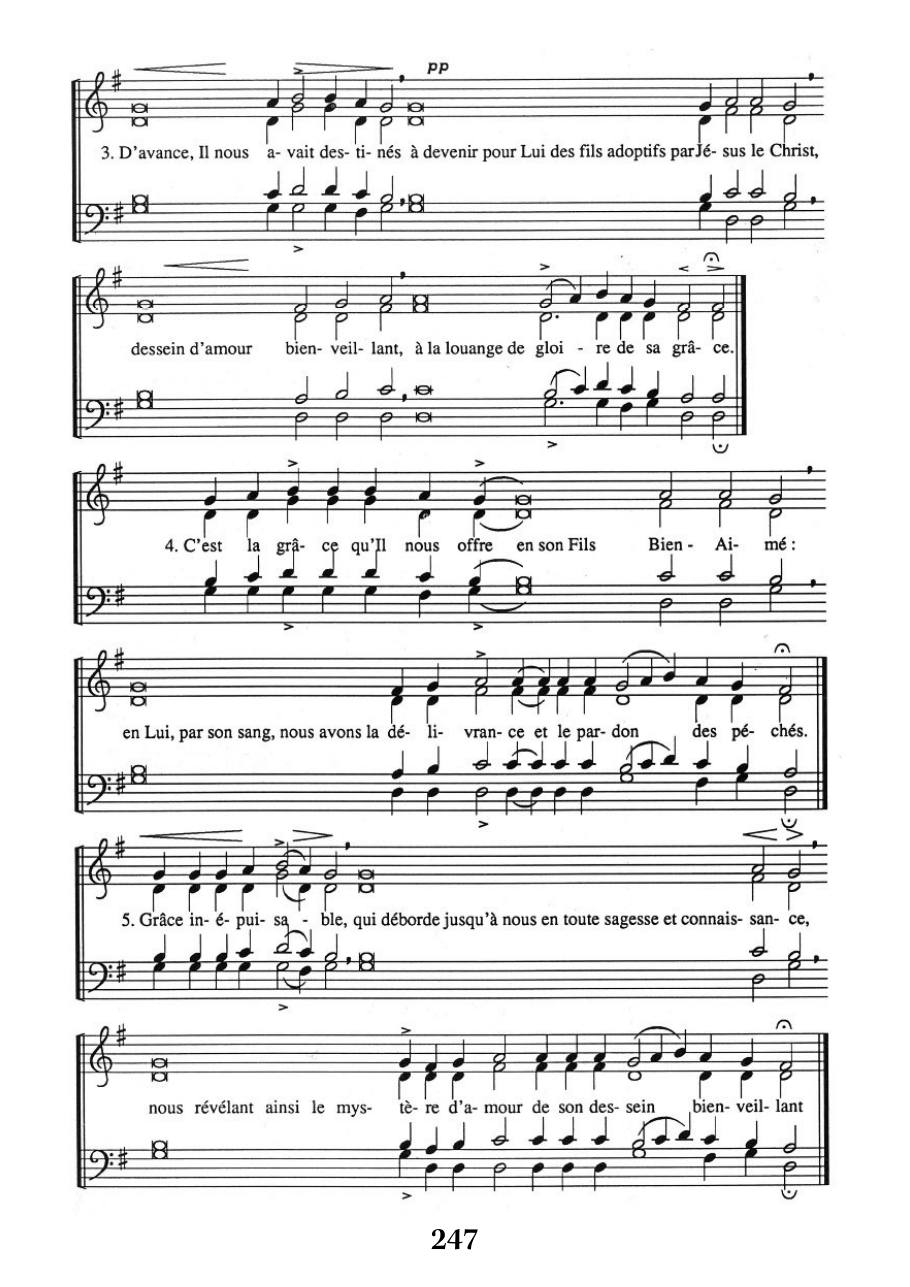 pp
3. D'avance, Il nous a- vait des- ti- nés à devenir pour Lui des fils adoptifs parJé- sus le Christ,
dessein d'amour bien- veil- lant, à la louange de gloi - re de sa grâ- ce.
4. C'est la grâ- ce qu'Il nous offre en son Fils Bien - Ai- mé :
en Lui, par son sang, nous avons la dé- li- vran- ce et le par- don des pé- chés.
5. Grâce in- é- pui- sa - ble, qui déborde jusqu'à nous en toute sagesse et connais- san- ce,
nous révélant ainsi le mys- tè- re d'a- mour de son des- sein bien- veil- lant
247